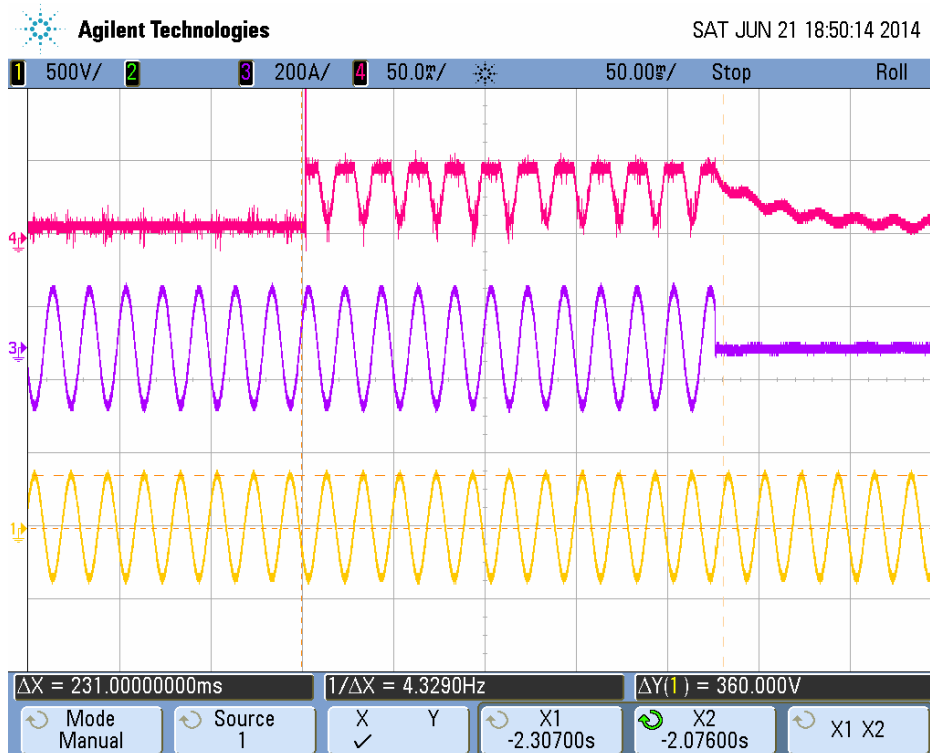 Agilent Technologies
SAT JUN 21 18:50:14 2014
1 500V/ 2 3 200A/ 4 50.0㎷/ 50.00㎳/ Stop Roll
4
3
1
ΔX = 231.00000000ms 1/ΔX = 4.3290Hz ΔY(1) = 360.000V
Mode Source X Y X1 X2 X1 X2
Manual 1 ✓ -2.30700s -2.07600s